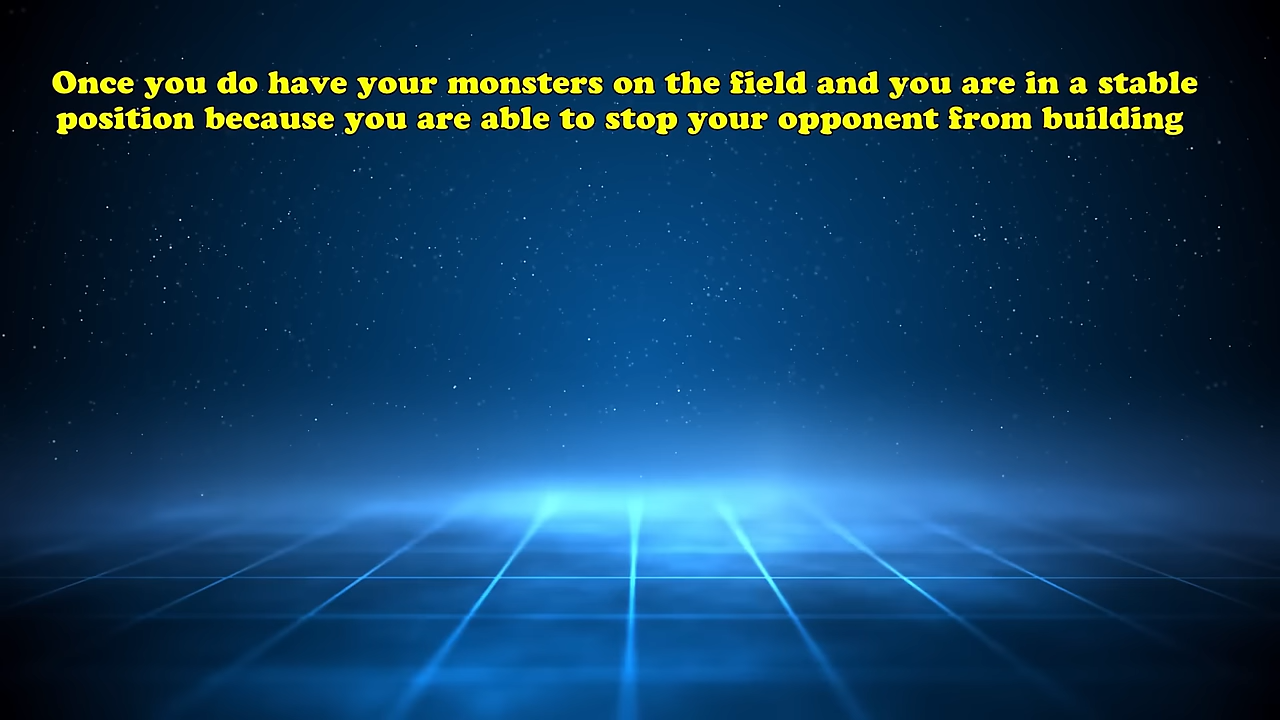 Once you do have your monsters on the field and you are in a stable
position because you are able to stop your opponent from building